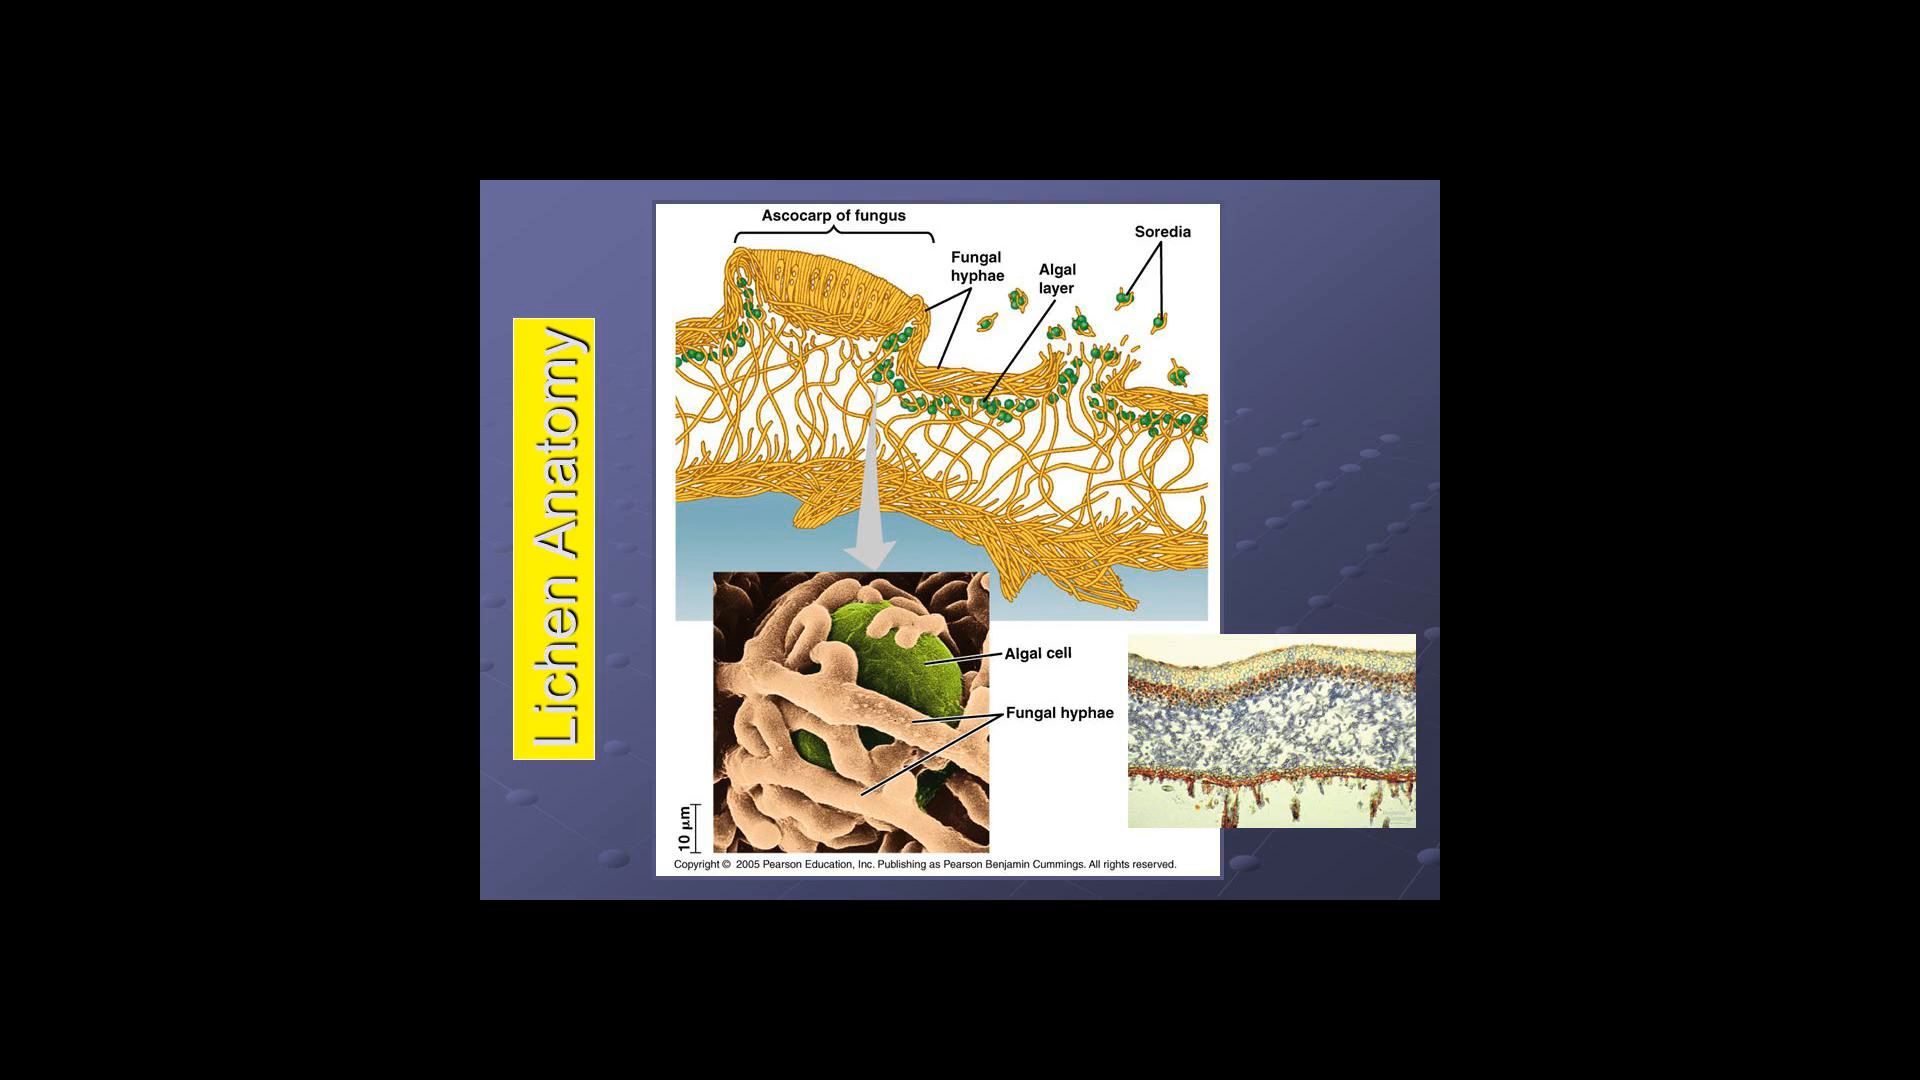 Lichen Anatomy
Ascocarp of fungus
Soredia
Fungal
hyphae
Algal
layer
Algal cell
Fungal hyphae
10 µm
Copyright © 2005 Pearson Education, Inc. Publishing as Pearson Benjamin Cummings. All rights reserved.